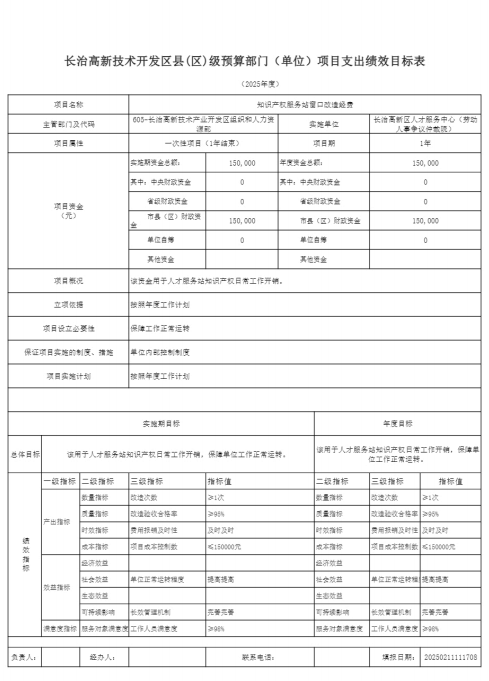 长治高新技术开发区县(区)级预算部门（单位）项目支出绩效目标表
（2025年度）
项目名称 知识产权服务站窗口改造经费
主管部门及代码 603-长治高新技术产业开发区组织和人力资源部 实施单位 长治高新区人才服务中心（劳动人事争议仲裁院）
项目属性 一次性项目（1年结束） 项目期 1年
项目资金（元）
实施期资金总额： 150,000 年度资金总额： 150,000
其中：中央财政资金 0 其中：中央财政资金 0
省级财政资金 0 省级财政资金 0
市县（区）财政资金 150,000 市县（区）财政资金 150,000
单位自筹 0 单位自筹 0
其他资金 其他资金
项目概况 该资金用于人才服务站知识产权日常工作开销。
立项依据 按照年度工作计划
项目设立必要性 保障工作正常运转
保证项目实施的制度、措施 单位内部控制制度
项目实施计划 按照年度工作计划
实施期目标 年度目标
总体目标 该用于人才服务站知识产权日常工作开销，保障单位工作正常运转。 该用于人才服务站知识产权日常工作开销，保障单位工作正常运转。
绩效指标
一级指标 二级指标 三级指标 指标值 二级指标 三级指标 指标值
产出指标
数量指标 改造次数 ≥1次 数量指标 改造次数 ≥1次
质量指标 改造验收合格率 ≥98% 质量指标 改造验收合格率 ≥98%
时效指标 费用报销及时性 及时及时 时效指标 费用报销及时性 及时及时
成本指标 项目成本控制数 ≤150000元 成本指标 项目成本控制数 ≤150000元
效益指标
经济效益 经济效益
社会效益 单位正常运转程度 提高提高 社会效益 单位正常运转程 提高提高
生态效益 生态效益
可持续影响 长效管理机制 完善完善 可持续影响 长效管理机制 完善完善
满意度指标 服务对象满意度 工作人员满意度 ≥98% 服务对象满意度 工作人员满意度 ≥98%
负责人： 经办人： 联系电话： 填报日期： 20250211111708